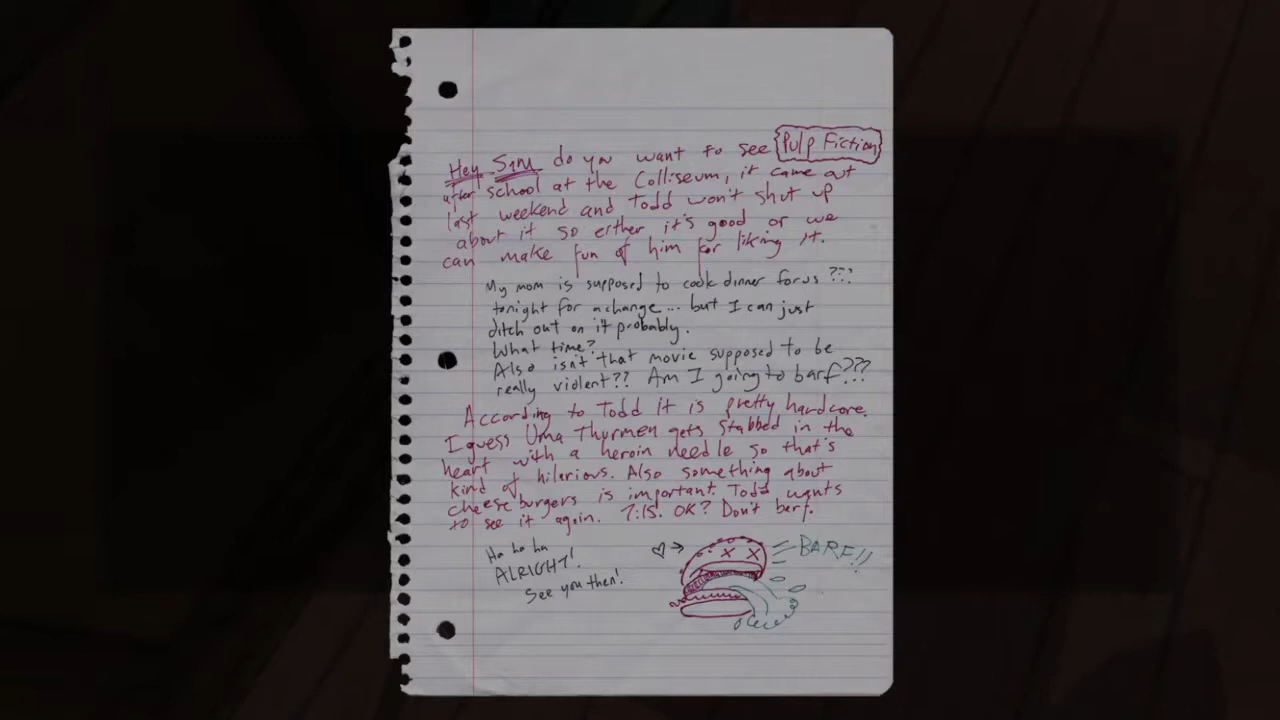 Hey Sam do you want to see Pulp Fiction
after school at the Colliseum, it came out
last weekend and Todd won't shut up
about it so either it's good or we
can make fun of him for liking it.
My mom is supposed to cook dinner for us ???
tonight for a change... but I can just
ditch out on it probably.
What time?
Also isn't that movie supposed to be
really violent?? Am I going to barf???
According to Todd it is pretty hardcore.
I guess Uma Thurmen gets stabbed in the
heart with a heroin needle so that's
kind of hilarious. Also something about
cheeseburgers is important. Todd wants
to see it again. 7:15. OK? Don't barf.
Ha ha ha
ALRIGHT!
See you then!
BARF!!